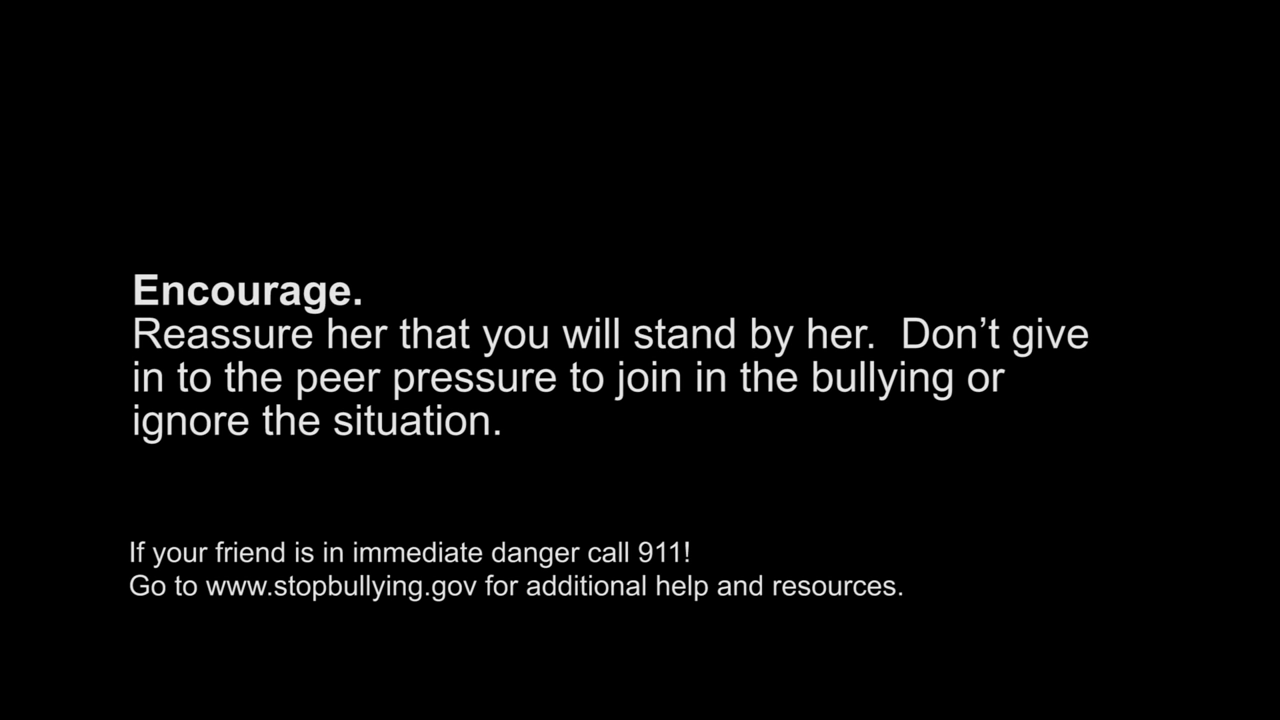 Encourage.
Reassure her that you will stand by her.  Don’t give
in to the peer pressure to join in the bullying or
ignore the situation.
If your friend is in immediate danger call 911!
Go to www.stopbullying.gov for additional help and resources.